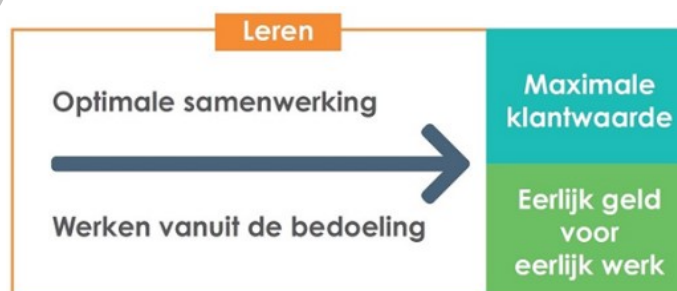 Leren
Optimale samenwerking
Werken vanuit de bedoeling
Maximale
klantwaarde
Eerlijk geld
voor
eerlijk werk